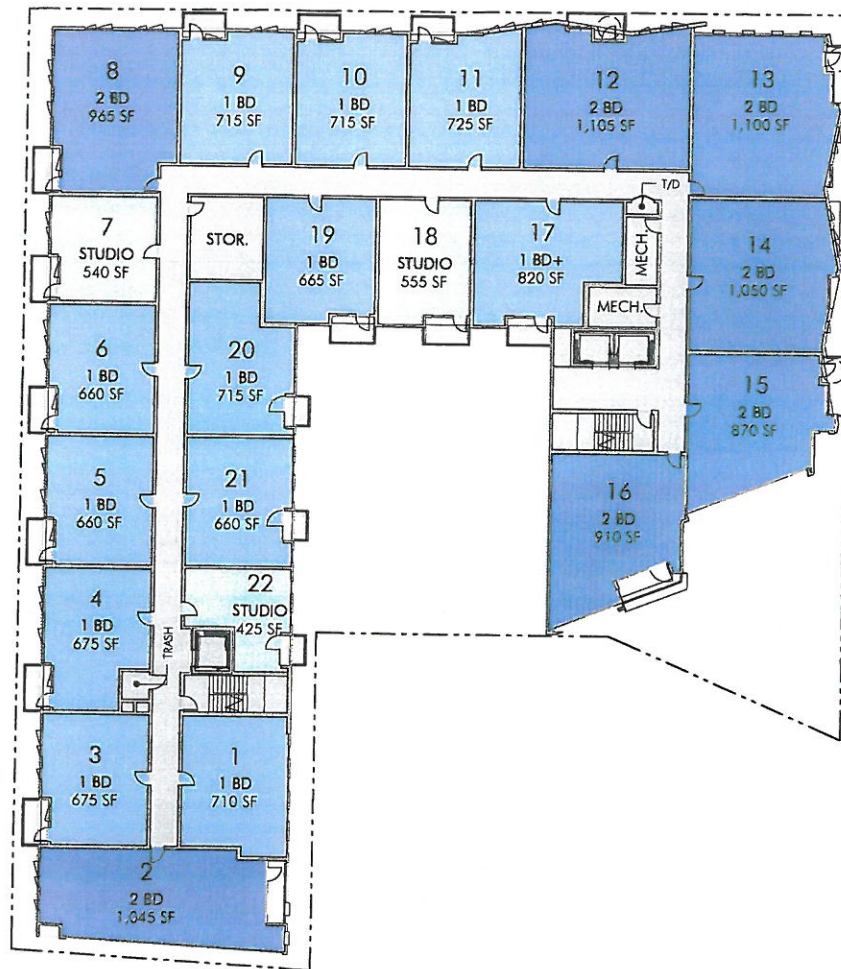 8
2 BD
965 SF
9
1 BD
715 SF
10
1 BD
715 SF
11
1 BD
725 SF
12
2 BD
1,105 SF
13
2 BD
1,100 SF
T/D
7
STUDIO
540 SF
STOR.
19
1 BD
665 SF
18
STUDIO
555 SF
17
1 BD+
820 SF
MECH.
MECH.
14
2 BD
1,050 SF
6
1 BD
660 SF
20
1 BD
715 SF
15
2 BD
870 SF
5
1 BD
660 SF
21
1 BD
660 SF
16
2 BD
910 SF
4
1 BD
675 SF
TRASH
22
STUDIO
425 SF
3
1 BD
675 SF
1
1 BD
710 SF
2
2 BD
1,045 SF